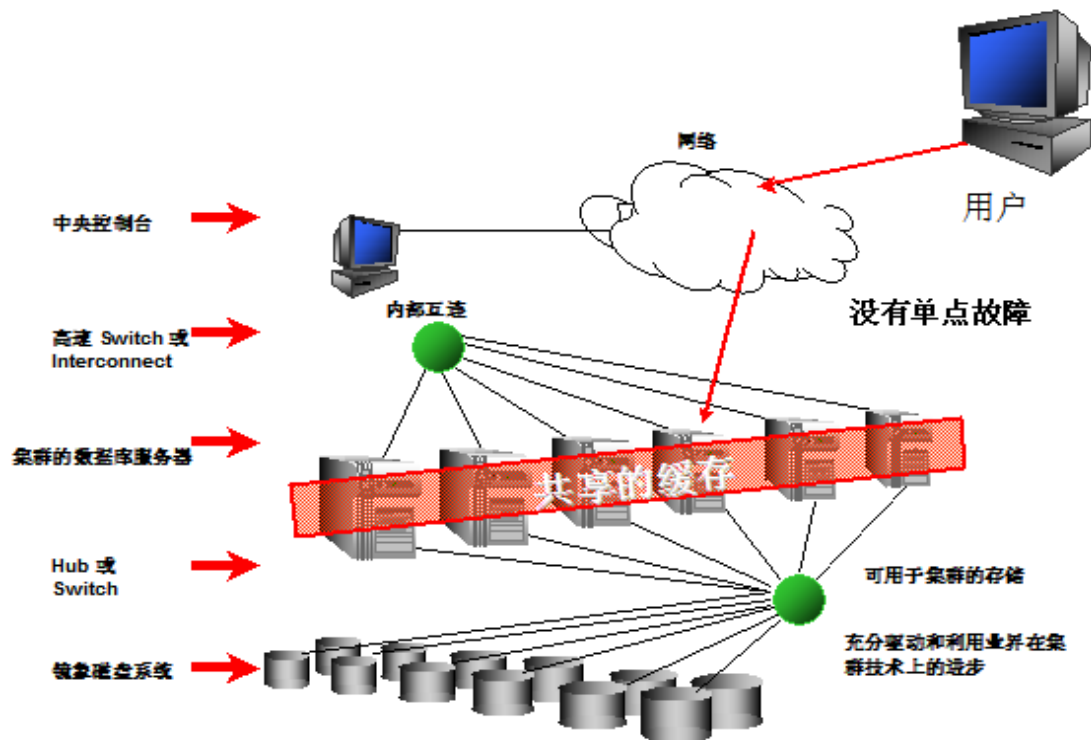 网络
用户
中央控制台
内部互连
没有单点故障
高速 Switch 或
Interconnect
集群的数据库服务器
共享的缓存
Hub 或
Switch
可用于集群的存储
充分驱动和利用业界在集
群技术上的进步
镜象磁盘系统